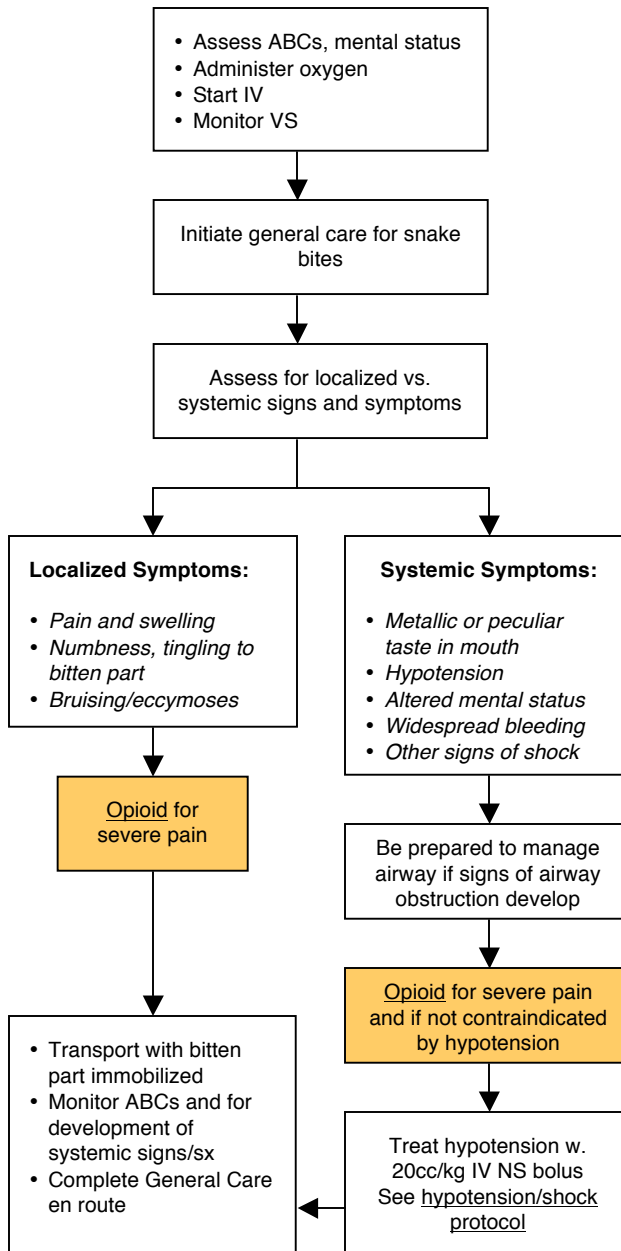 • Assess ABCs, mental status
• Administer oxygen
• Start IV
• Monitor VS
Initiate general care for snake
bites
Assess for localized vs.
systemic signs and symptoms
Localized Symptoms:
• Pain and swelling
• Numbness, tingling to
bitten part
• Bruising/eccymoses
Opioid for
severe pain
Systemic Symptoms:
• Metallic or peculiar
taste in mouth
• Hypotension
• Altered mental status
• Widespread bleeding
• Other signs of shock
Be prepared to manage
airway if signs of airway
obstruction develop
Opioid for severe pain
and if not contraindicated
by hypotension
Treat hypotension w.
20cc/kg IV NS bolus
See hypotension/shock
protocol
• Transport with bitten
part immobilized
• Monitor ABCs and for
development of
systemic signs/sx
• Complete General Care
en route